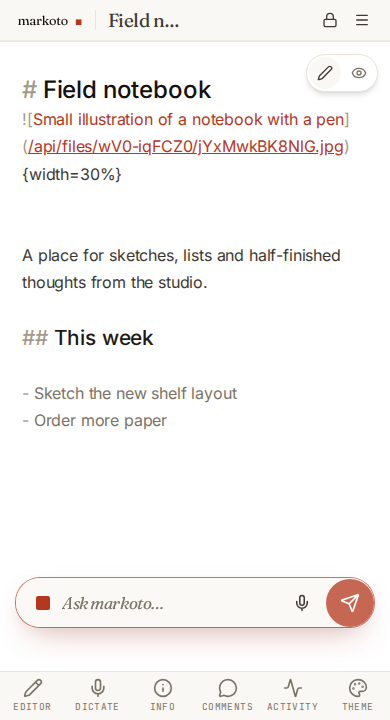 markoto
Field n...
# Field notebook
![Small illustration of a notebook with a pen]
(/api/files/wV0-iqFCZ0/jYxMwkBK8NIG.jpg)
{width=30%}
A place for sketches, lists and half-finished
thoughts from the studio.
## This week
- Sketch the new shelf layout
- Order more paper
Ask markoto...
EDITOR DICTATE INFO COMMENTS ACTIVITY THEME